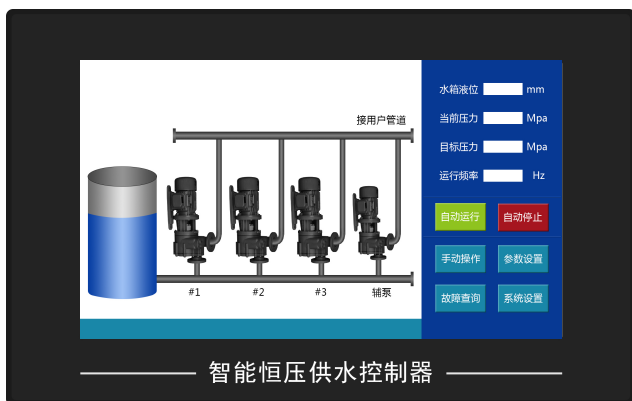 接用户管道
#1
#2
#3
辅泵
水箱液位 mm
当前压力 Mpa
目标压力 Mpa
运行频率 Hz
自动运行 自动停止
手动操作 参数设置
故障查询 系统设置
智能恒压供水控制器